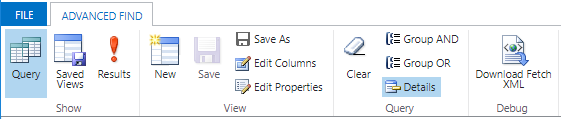 FILE
ADVANCED FIND
Query
Saved
Views
Results
Show
New
Save
Save As
Edit Columns
Edit Properties
View
Clear
Group AND
Group OR
Details
Query
Download Fetch
XML
Debug